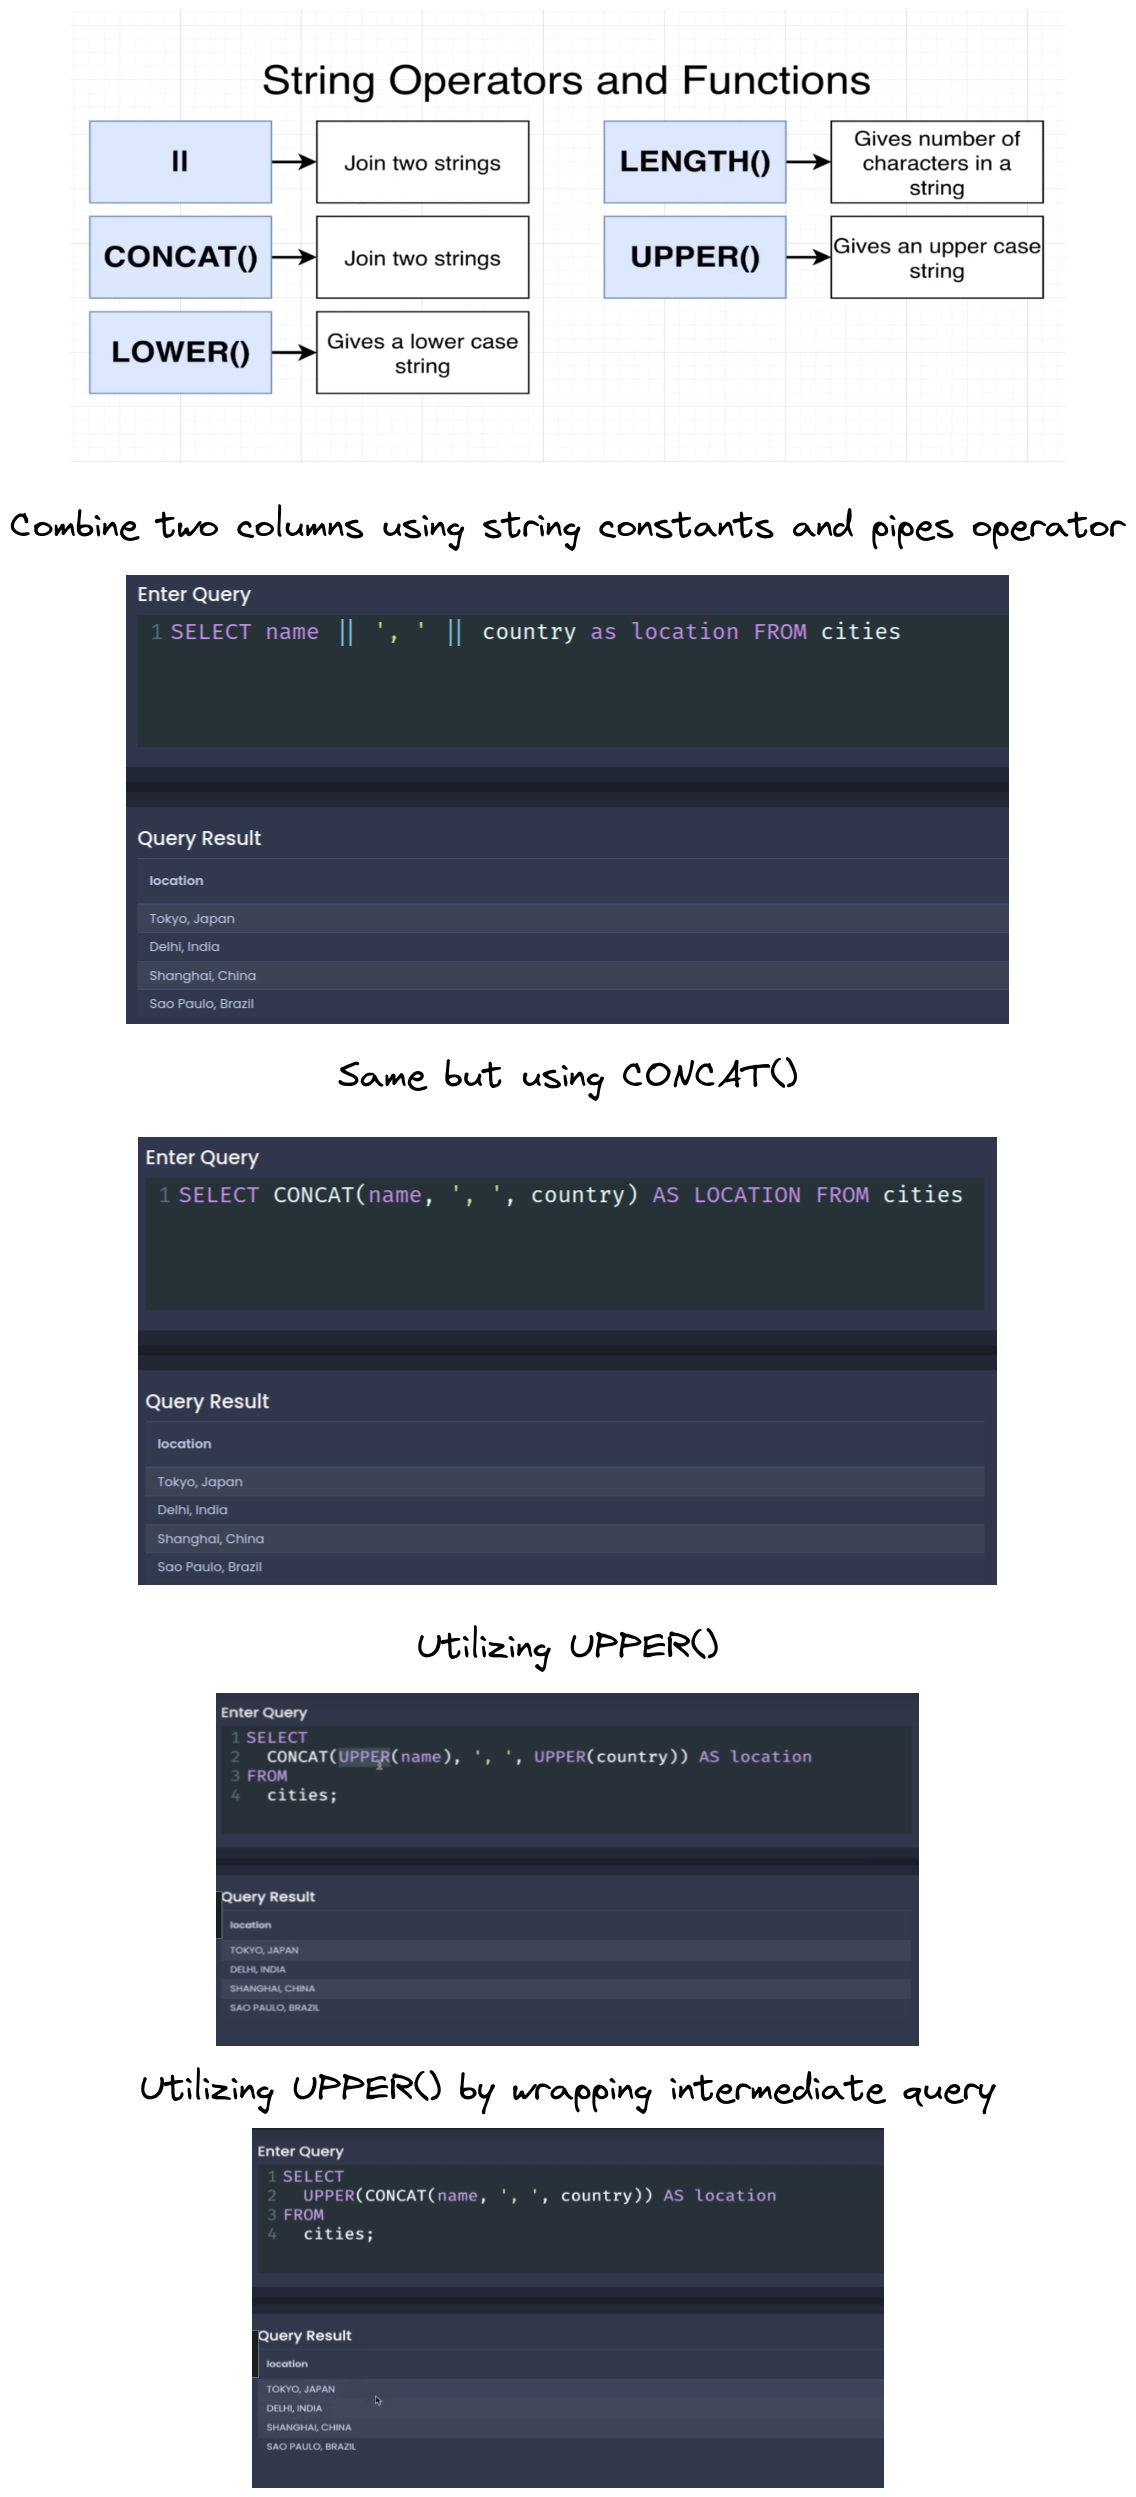 String Operators and Functions
||
Join two strings
LENGTH()
Gives number of
characters in a
string
CONCAT()
Join two strings
UPPER()
Gives an upper case
string
LOWER()
Gives a lower case
string
Combine two columns using string constants and pipes operator
Enter Query
1 SELECT name || ', ' || country as location FROM cities
Query Result
location
Tokyo, Japan
Delhi, India
Shanghai, China
Sao Paulo, Brazil
Same but using CONCAT()
Enter Query
1 SELECT CONCAT(name, ', ', country) AS LOCATION FROM cities
Query Result
location
Tokyo, Japan
Delhi, India
Shanghai, China
Sao Paulo, Brazil
Utilizing UPPER()
Enter Query
1 SELECT
2 CONCAT(UPPER(name), ', ', UPPER(country)) AS location
3 FROM
4 cities;
Query Result
location
TOKYO, JAPAN
DELHI, INDIA
SHANGHAI, CHINA
SAO PAULO, BRAZIL
Utilizing UPPER() by wrapping intermediate query
Enter Query
1 SELECT
2 UPPER(CONCAT(name, ', ', country)) AS location
3 FROM
4 cities;
Query Result
location
TOKYO, JAPAN
DELHI, INDIA
SHANGHAI, CHINA
SAO PAULO, BRAZIL